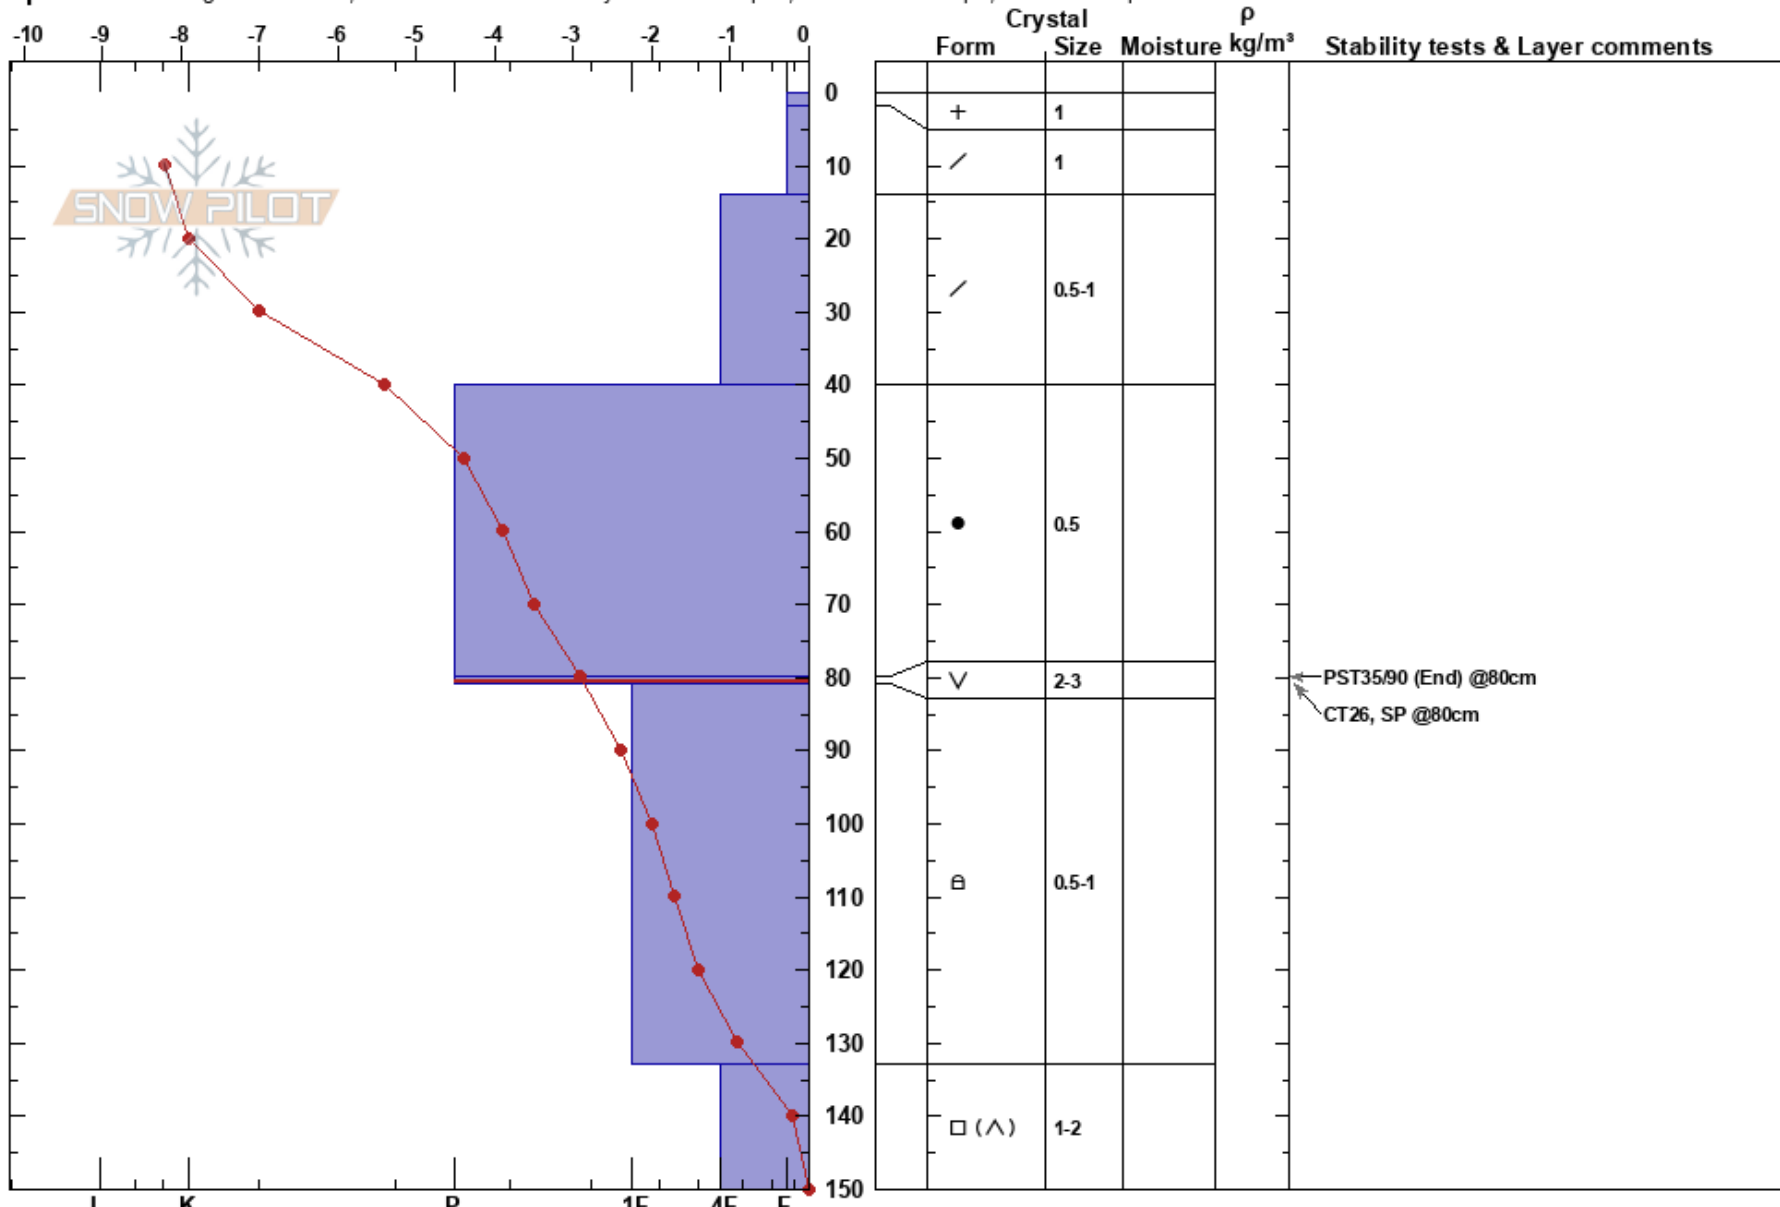 Crystal ρ
-10 -9 -8 -7 -6 -5 -4 -3 -2 -1 0 Form Size Moisture kg/m³ Stability tests & Layer comments
0
+ 1
10 / 1
SNOW PILOT
20
/ 0.5-1
30
40
50
● 0.5
60
70
80 V 2-3 PST35/90 (End) @80cm
CT26, SP @80cm
90
100
110 0.5-1
120
130
140 □ (∧) 1-2
150
I K P 1F 4F F